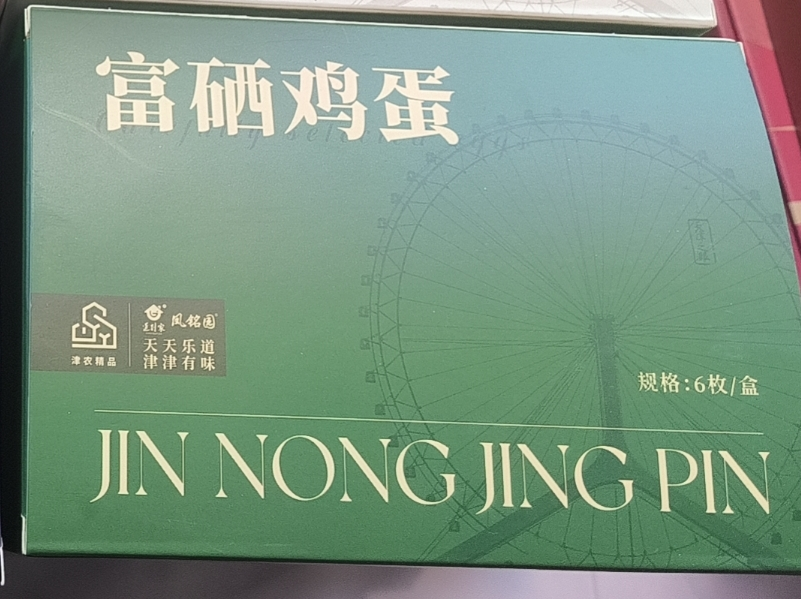 富硒鸡蛋
津农精品
凤铭园
天天乐道
津津有味
规格:6枚/盒
JIN NONG JING PIN